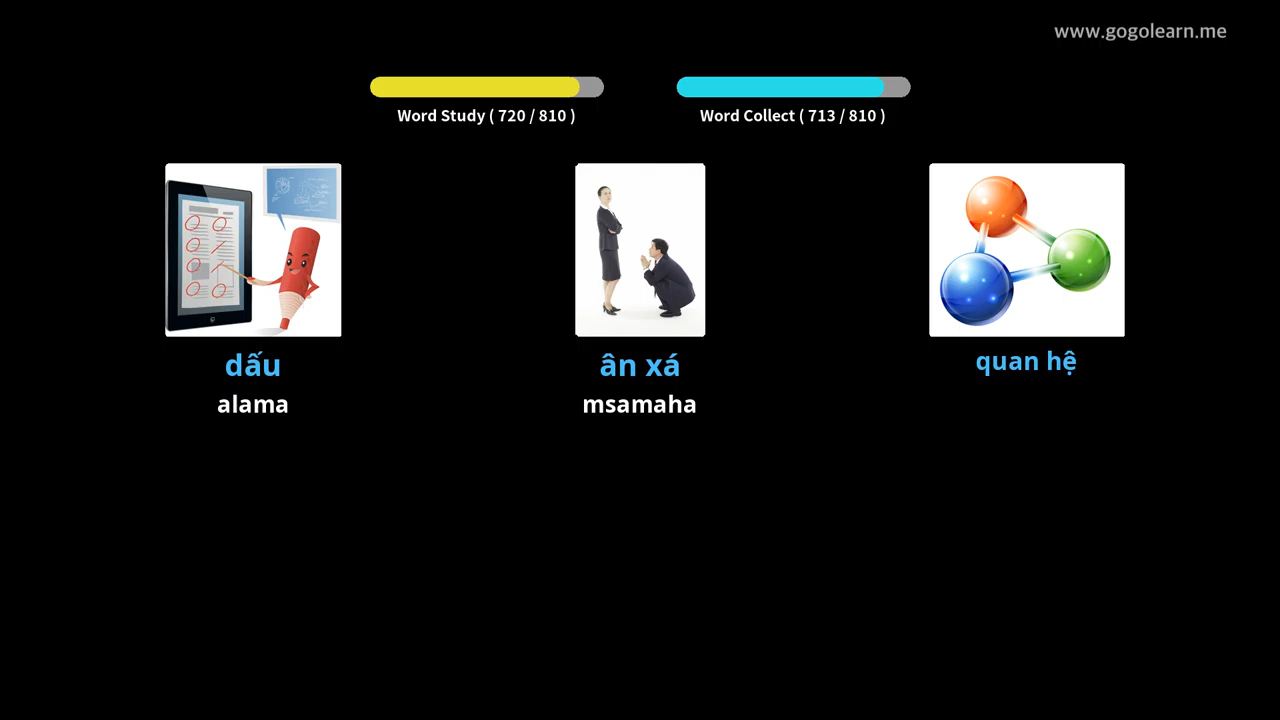 www.gogolearn.me
Word Study ( 720 / 810 )
Word Collect ( 713 / 810 )
dấu
alama
ân xá
msamaha
quan hệ